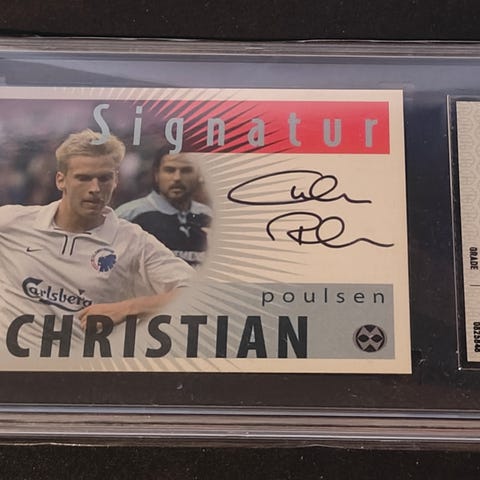 Signatur
Carlsberg
poulsen
CHRISTIAN
GRADE